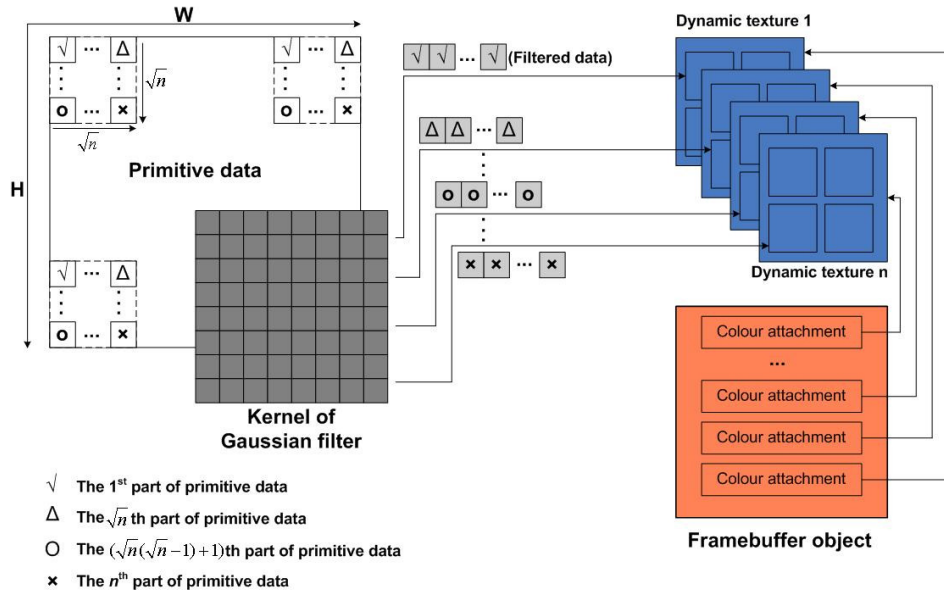 W
H
√ ... Δ
√n
o ... ×
√n
√ ... Δ
o ... ×
Primitive data
√ ... Δ
o ... ×
Kernel of
Gaussian filter
√ √ ... √ (Filtered data)
Δ Δ ... Δ
o o ... o
× × ... ×
Dynamic texture 1
Dynamic texture n
Colour attachment
...
Colour attachment
Colour attachment
Colour attachment
Framebuffer object
√ The 1st part of primitive data
Δ The √n th part of primitive data
O The (√n(√n−1)+1)th part of primitive data
× The nth part of primitive data